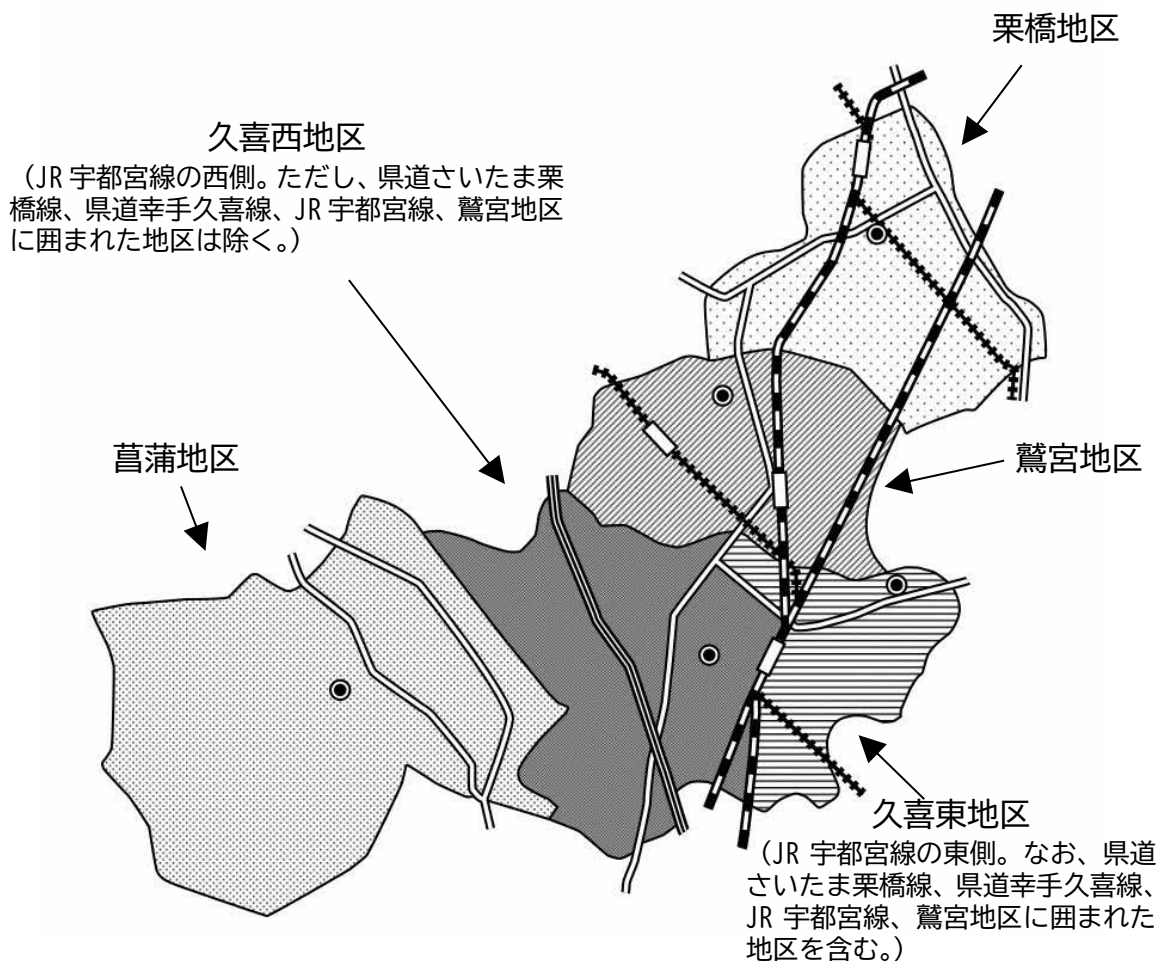 栗橋地区
久喜西地区
（JR 宇都宮線の西側。ただし、県道さいたま栗
橋線、県道幸手久喜線、JR 宇都宮線、鷲宮地区
に囲まれた地区は除く。）
菖蒲地区
鷲宮地区
久喜東地区
（JR 宇都宮線の東側。なお、県道
さいたま栗橋線、県道幸手久喜線、
JR 宇都宮線、鷲宮地区に囲まれた
地区を含む。）